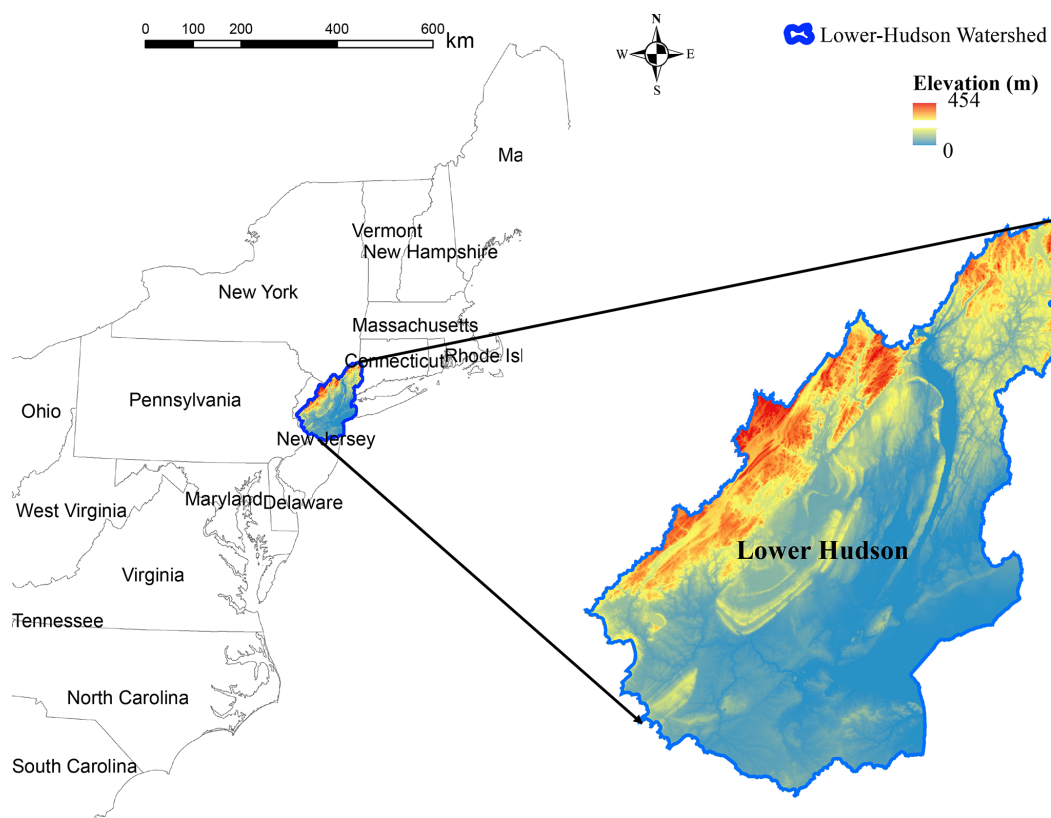 0 100 200 400 600 km
N
W E
S
Lower-Hudson Watershed
Elevation (m)
454
0
Ma
Vermont
New Hampshire
New York
Massachusetts
Connecticut
Rhode Isl
Ohio
Pennsylvania
New Jersey
West Virginia
Maryland
Delaware
Lower Hudson
Virginia
Tennessee
North Carolina
South Carolina